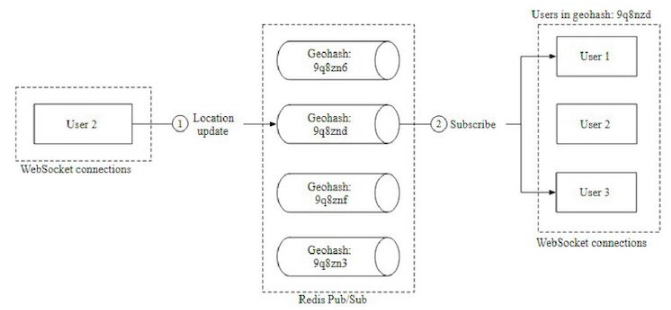 Users in geohash: 9q8nzd
Geohash:
9q8zn6
User 1
User 2
1
Location
update
Geohash:
9q8znd
2
Subscribe
User 2
WebSocket connections
Geohash:
9q8znf
User 3
Geohash:
9q8zn3
WebSocket connections
Redis Pub/Sub